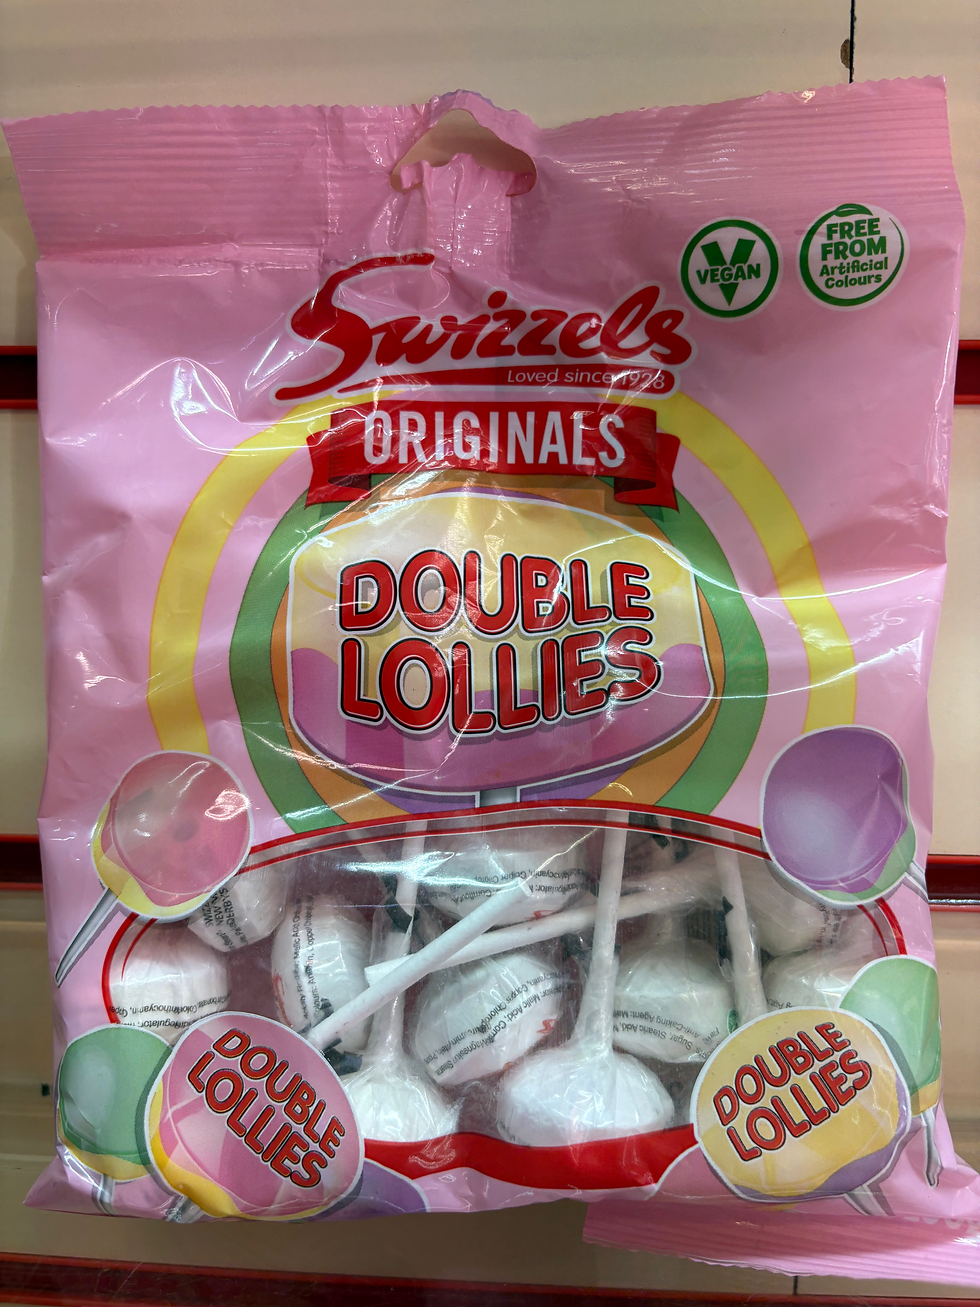 VEGAN
FREE
FROM
Artificial
Colours
Swizzels
Loved since 1928
ORIGINALS
DOUBLE
LOLLIES
DOUBLE
LOLLIES
DOUBLE
LOLLIES